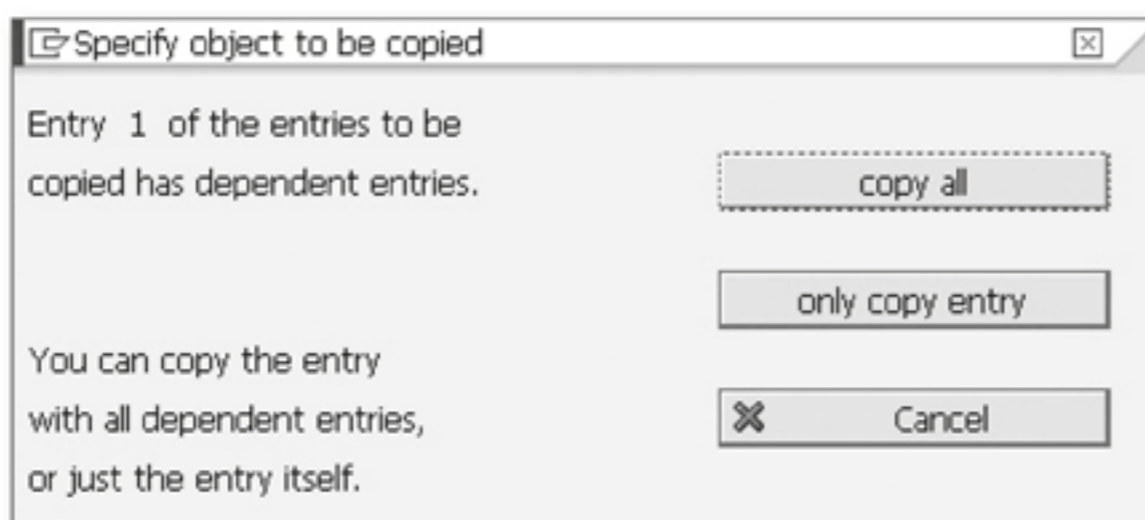 Specify object to be copied
Entry 1 of the entries to be
copied has dependent entries.
copy all
only copy entry
You can copy the entry
with all dependent entries,
or just the entry itself.
Cancel